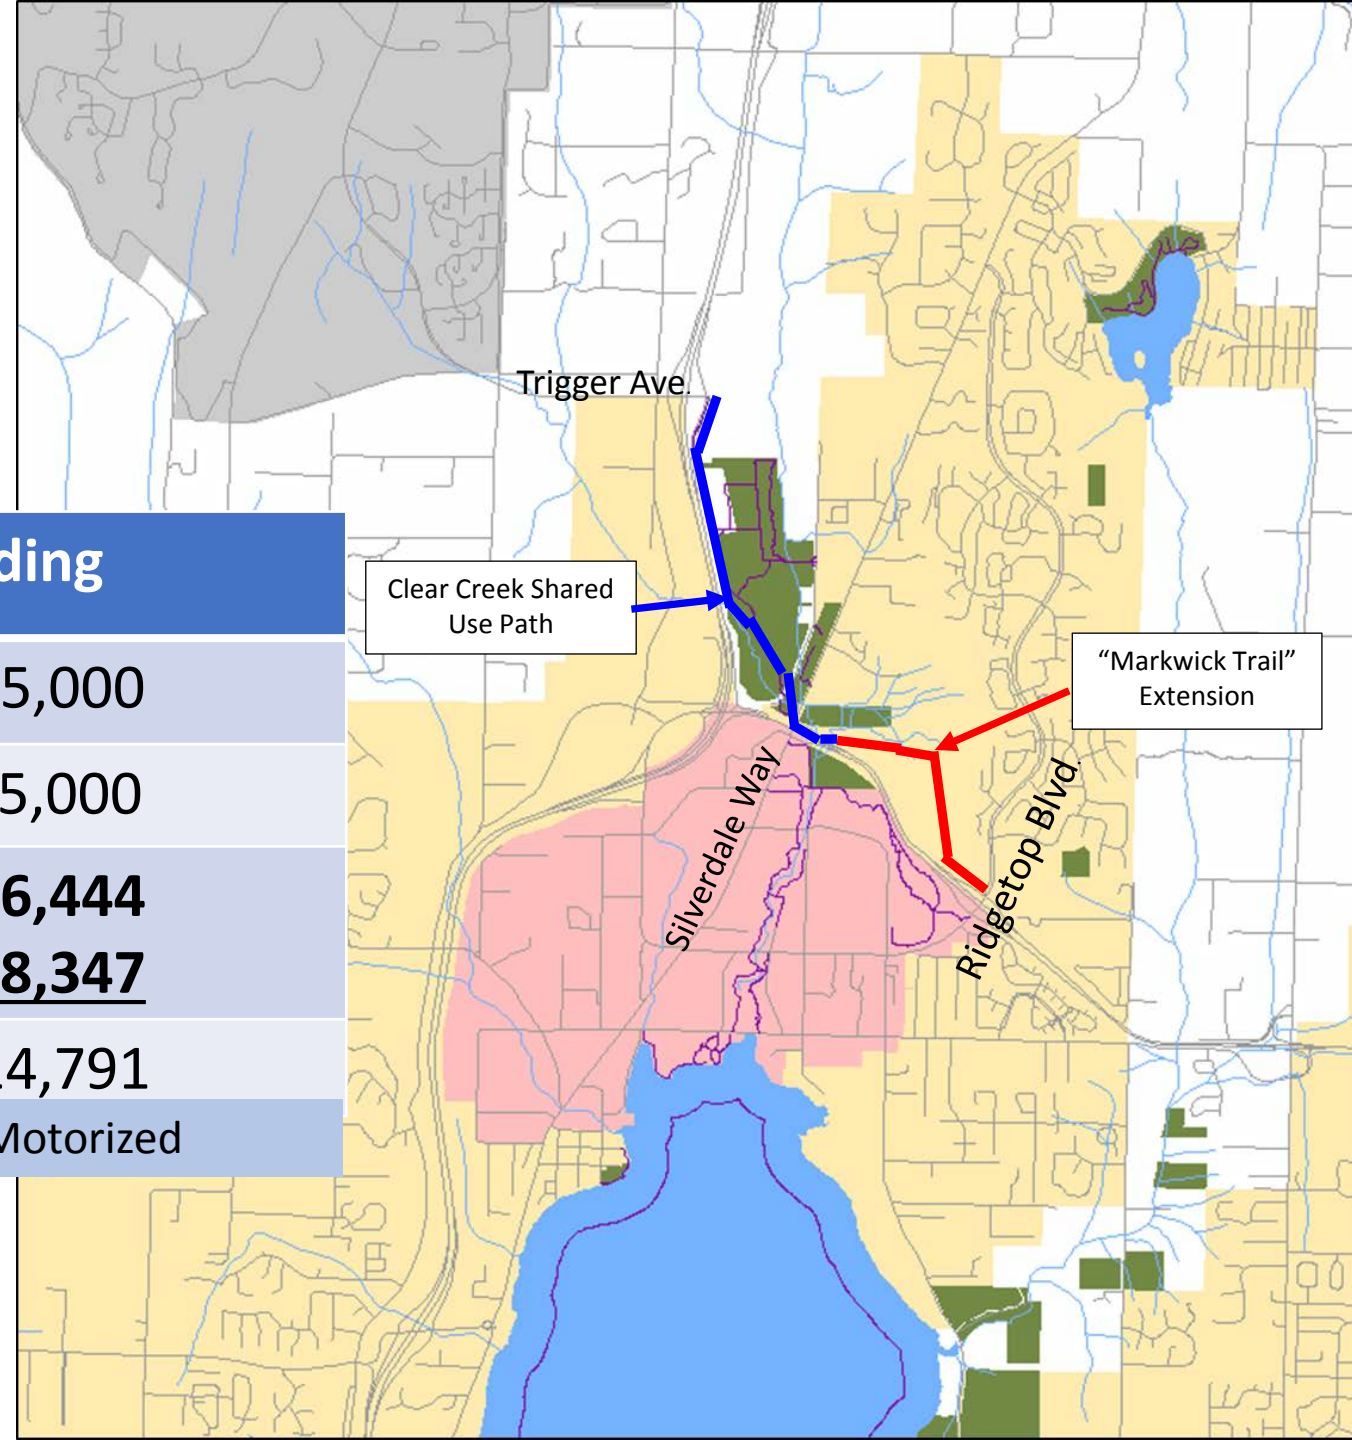 Trigger Ave.
ding
5,000
5,000
6,444
8,347
4,791
Motorized
Clear Creek Shared
Use Path
“Markwick Trail”
Extension
Silverdale Way
Ridgetop Blvd.